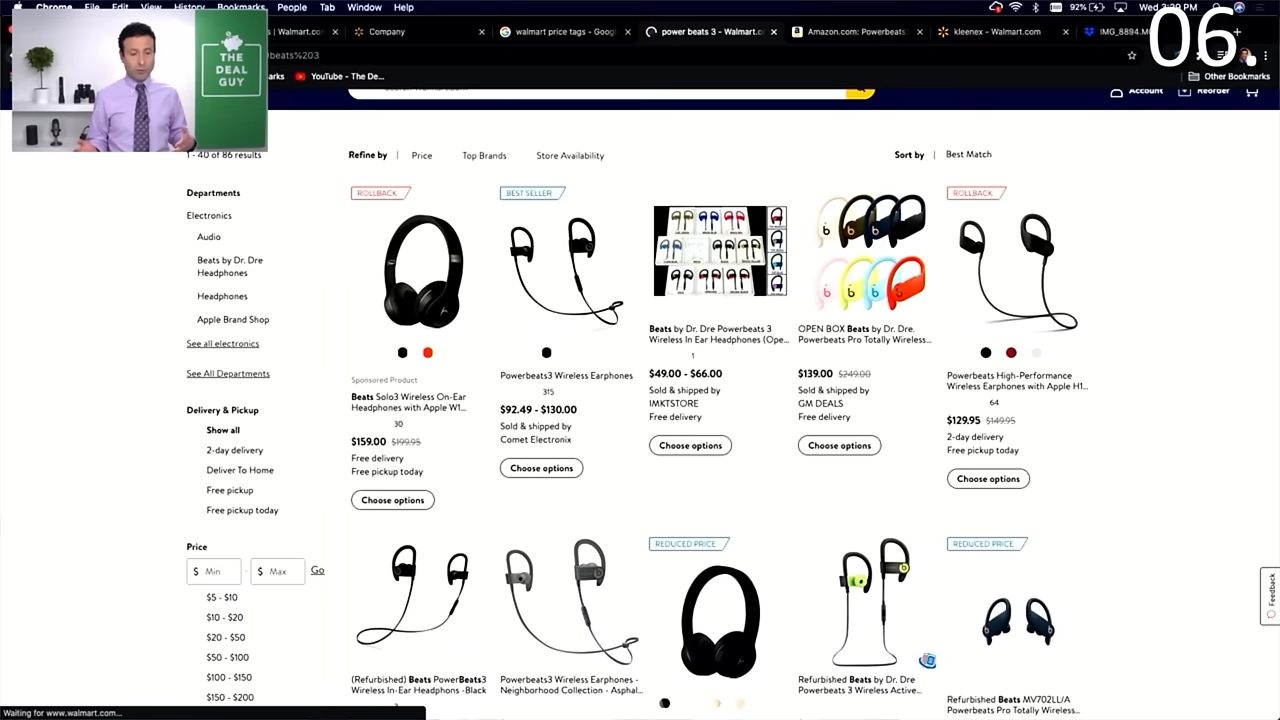 Chrome File Edit View History Bookmarks People Tab Window Help
92%
Wed 3:29 PM
06
| Walmart.com
Company
walmart price tags - Googl
power beats 3 - Walmart.c
Amazon.com: Powerbeats
kleenex - Walmart.com
IMG_8894.M
beats%203
YouTube - The De...
Other Bookmarks
THE
DEAL
GUY
Search Walmart.com
Account
Reorder
1 - 40 of 86 results
Refine by | Price Top Brands Store Availability
Sort by | Best Match
Departments
Electronics
Audio
Beats by Dr. Dre
Headphones
Headphones
Apple Brand Shop
See all electronics
See All Departments
Delivery & Pickup
Show all
2-day delivery
Deliver To Home
Free pickup
Free pickup today
Price
$ Min - $ Max Go
$5 - $10
$10 - $20
$20 - $50
$50 - $100
$100 - $150
$150 - $200
ROLLBACK
Sponsored Product
Beats Solo3 Wireless On-Ear
Headphones with Apple W1...
30
$159.00 $199.95
Free delivery
Free pickup today
Choose options
BEST SELLER
Powerbeats3 Wireless Earphones
315
$92.49 - $130.00
Sold & shipped by
Comet Electronix
Choose options
Beats by Dr. Dre Powerbeats 3
Wireless In Ear Headphones (Ope...
1
$49.00 - $66.00
Sold & shipped by
IMKTSTORE
Free delivery
Choose options
OPEN BOX Beats by Dr. Dre.
Powerbeats Pro Totally Wireless...
$139.00 $249.00
Sold & shipped by
GM DEALS
Free delivery
Choose options
ROLLBACK
Powerbeats High-Performance
Wireless Earphones with Apple H1...
64
$129.95 $149.95
2-day delivery
Free pickup today
Choose options
(Refurbished) Beats PowerBeats3
Wireless In-Ear Headphones -Black
Powerbeats3 Wireless Earphones -
Neighborhood Collection - Asphal...
REDUCED PRICE
Refurbished Beats by Dr. Dre
Powerbeats 3 Wireless Active...
REDUCED PRICE
Refurbished Beats MV702LL/A
Powerbeats Pro Totally Wireless...
Feedback
Waiting for www.walmart.com...